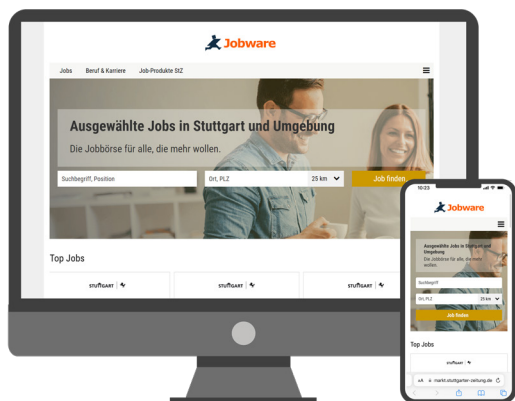 Jobware
Jobs Beruf & Karriere Job-Produkte StZ
Ausgewählte Jobs in Stuttgart und Umgebung
Die Jobbörse für alle, die mehr wollen.
Suchbegriff, Position Ort, PLZ 25 km Job finden
Top Jobs
STUTTGART STUTTGART STUTTGART
10:23
Jobware
Ausgewählte Jobs in Stuttgart und
Umgebung
Die Jobbörse für alle, die mehr
wollen.
Suchbegriff
Ort, PLZ 25 km
Job finden
Top Jobs
STUTTGART
AA markt.stuttgarter-zeitung.de